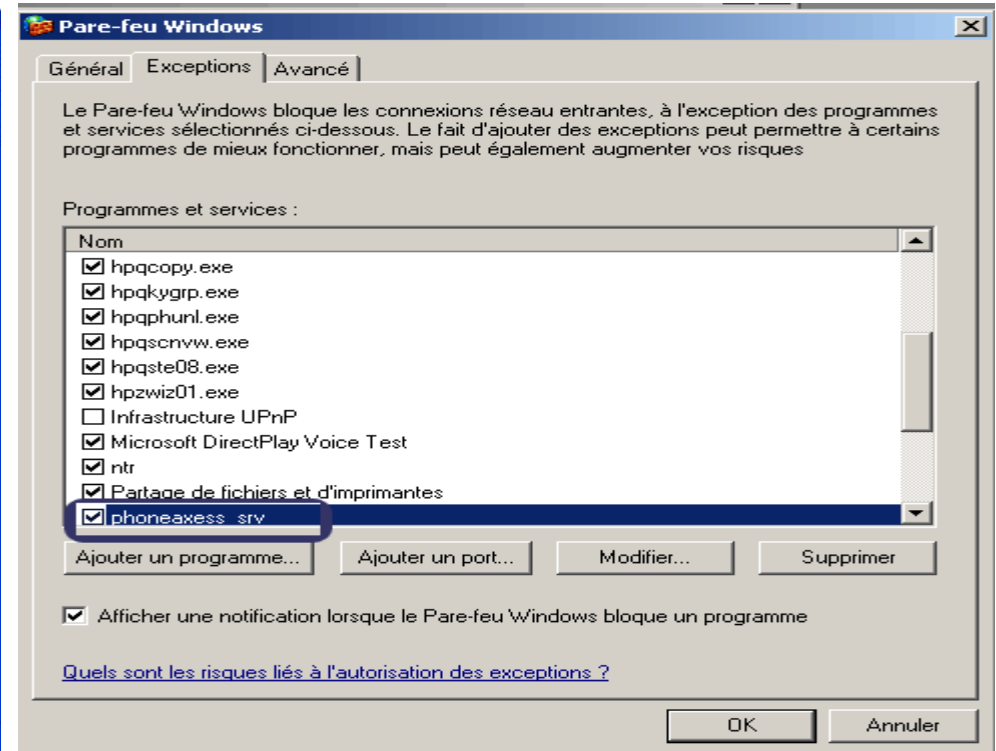 Pare-feu Windows
Général Exceptions Avancé
Le Pare-feu Windows bloque les connexions réseau entrantes, à l'exception des programmes
et services sélectionnés ci-dessous. Le fait d'ajouter des exceptions peut permettre à certains
programmes de mieux fonctionner, mais peut également augmenter vos risques
Programmes et services :
Nom
hpqcopy.exe
hpqkygrp.exe
hpqphunl.exe
hpqscnvw.exe
hpqste08.exe
hpzwiz01.exe
Infrastructure UPnP
Microsoft DirectPlay Voice Test
ntr
Partage de fichiers et d'imprimantes
phoneaxess_srv
Ajouter un programme... Ajouter un port... Modifier... Supprimer
Afficher une notification lorsque le Pare-feu Windows bloque un programme
Quels sont les risques liés à l'autorisation des exceptions ?
OK Annuler